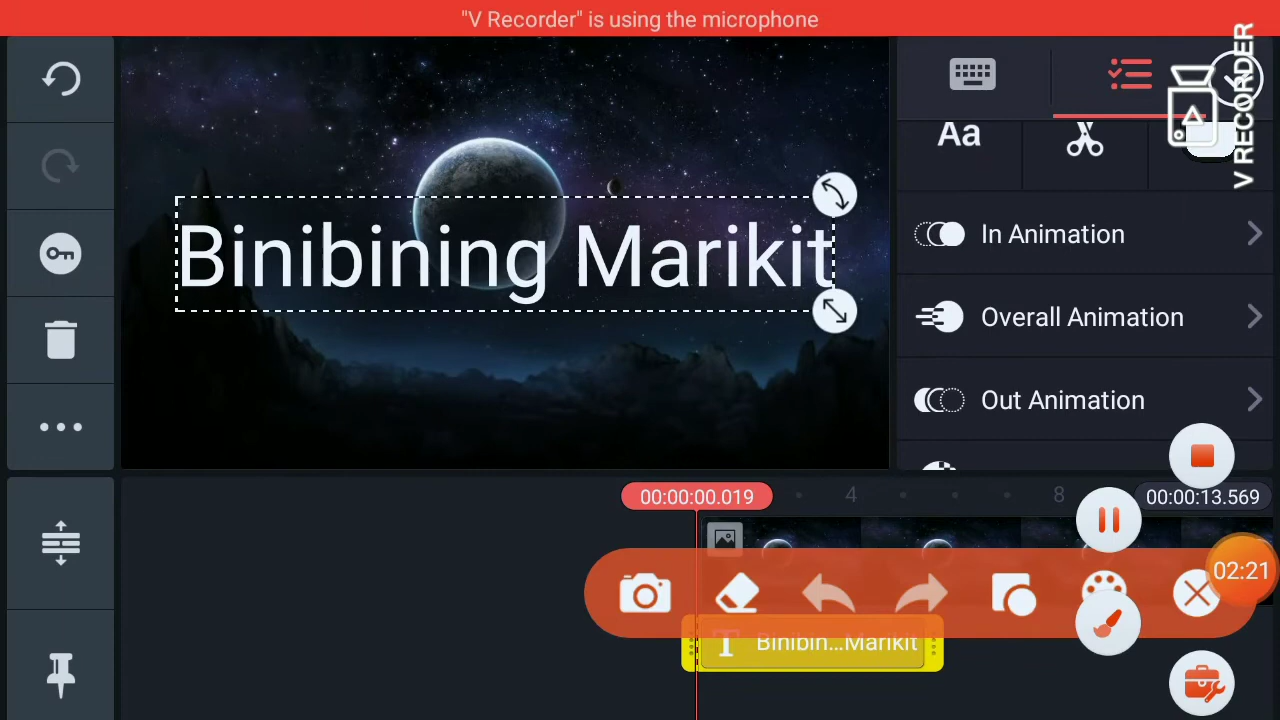 "V Recorder" is using the microphone
V RECORDER
Aa
Binibining Marikit
In Animation
Overall Animation
Out Animation
00:00:00.019
4
8
00:00:13.569
02:21
T Binibin...Marikit